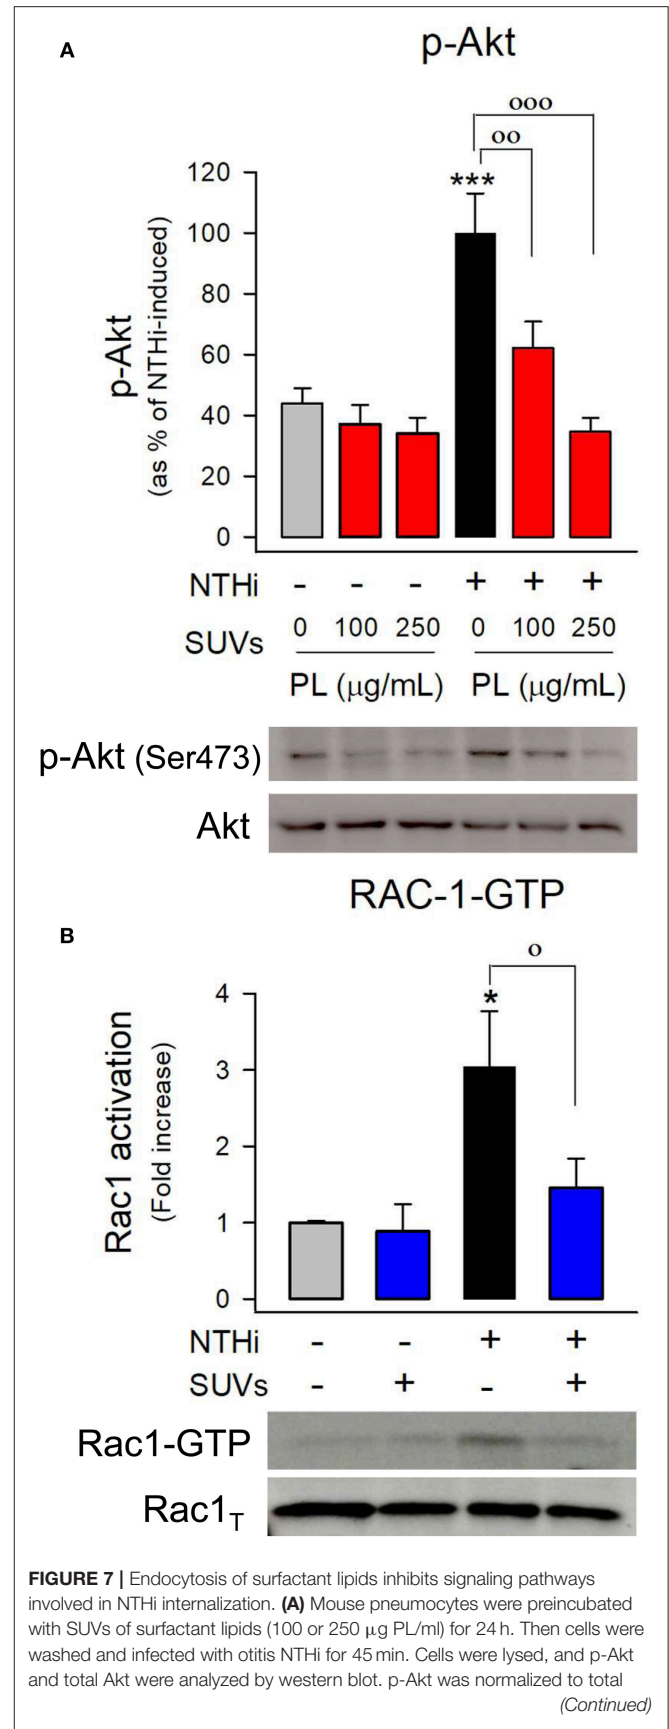 A
p-Akt
ooo
oo
***
120
100
80
60
40
20
0
p-Akt
(as % of NTHi-induced)
NTHi - - - + + +
SUVs 0 100 250 0 100 250
PL (μg/mL) PL (μg/mL)
p-Akt (Ser473)
Akt
RAC-1-GTP
B
o
*
4
3
2
1
0
Rac1 activation
(Fold increase)
NTHi - - + +
SUVs - + - +
Rac1-GTP
Rac1T
FIGURE 7 | Endocytosis of surfactant lipids inhibits signaling pathways
involved in NTHi internalization. (A) Mouse pneumocytes were preincubated
with SUVs of surfactant lipids (100 or 250 μg PL/ml) for 24 h. Then cells were
washed and infected with otitis NTHi for 45 min. Cells were lysed, and p-Akt
and total Akt were analyzed by western blot. p-Akt was normalized to total
(Continued)